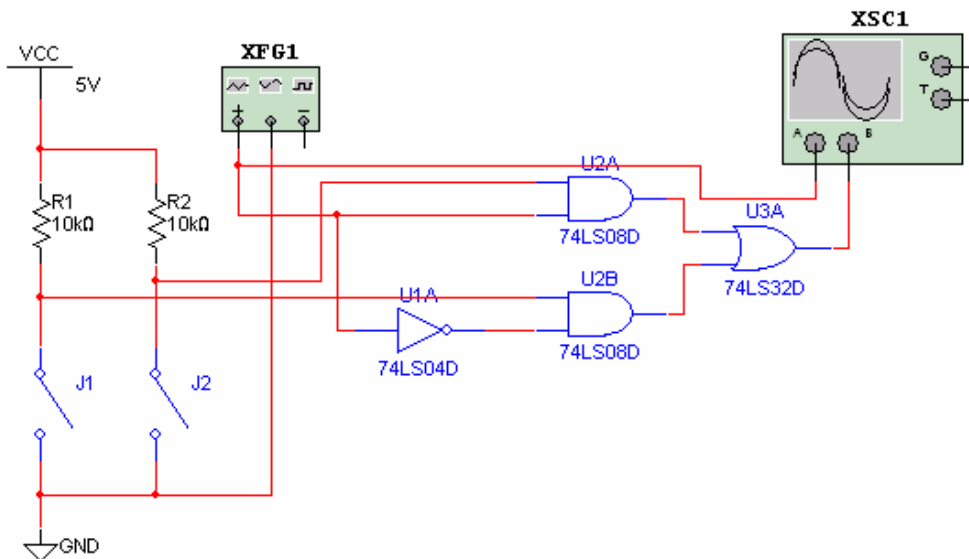 XSC1
VCC
XFG1
5V
G
T
A
B
U2A
R1
10kΩ
R2
10kΩ
U3A
74LS08D
74LS32D
U2B
U1A
74LS08D
74LS04D
J1
J2
GND